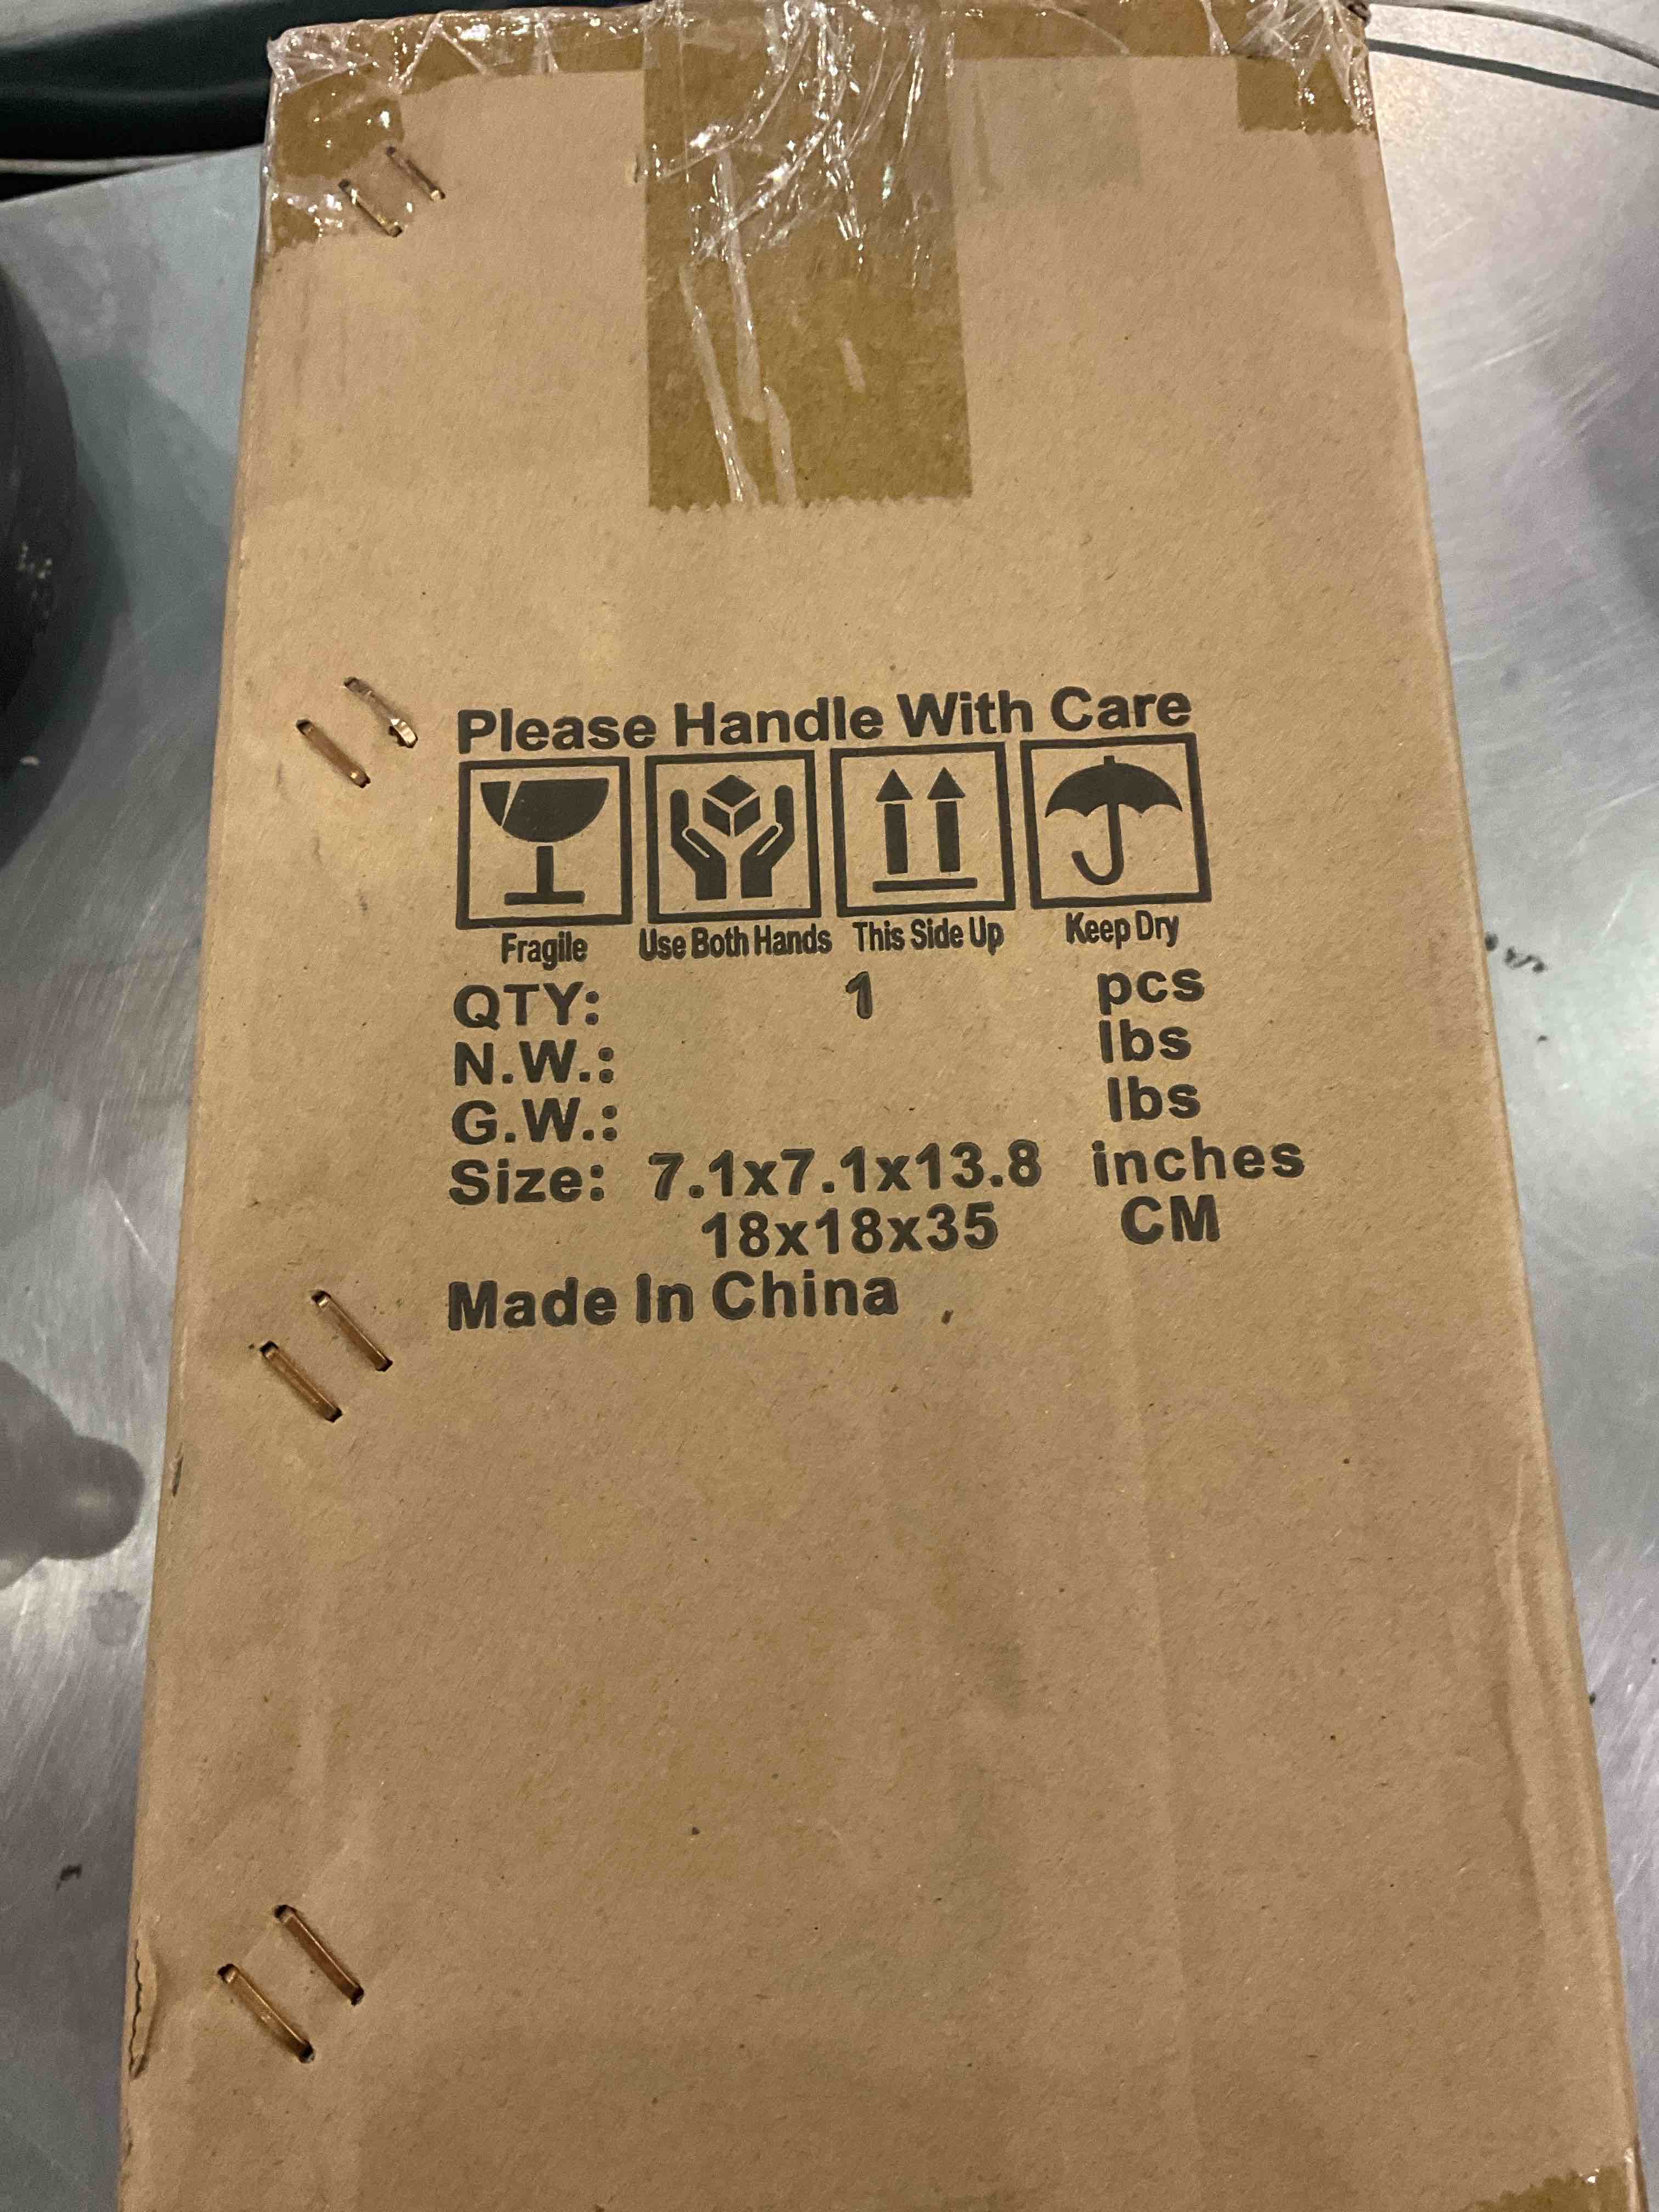 Please Handle With Care
Fragile Use Both Hands This Side Up Keep Dry
QTY: 1 pcs
N.W.: lbs
G.W.: lbs
Size: 7.1x7.1x13.8 inches
18x18x35 CM
Made In China